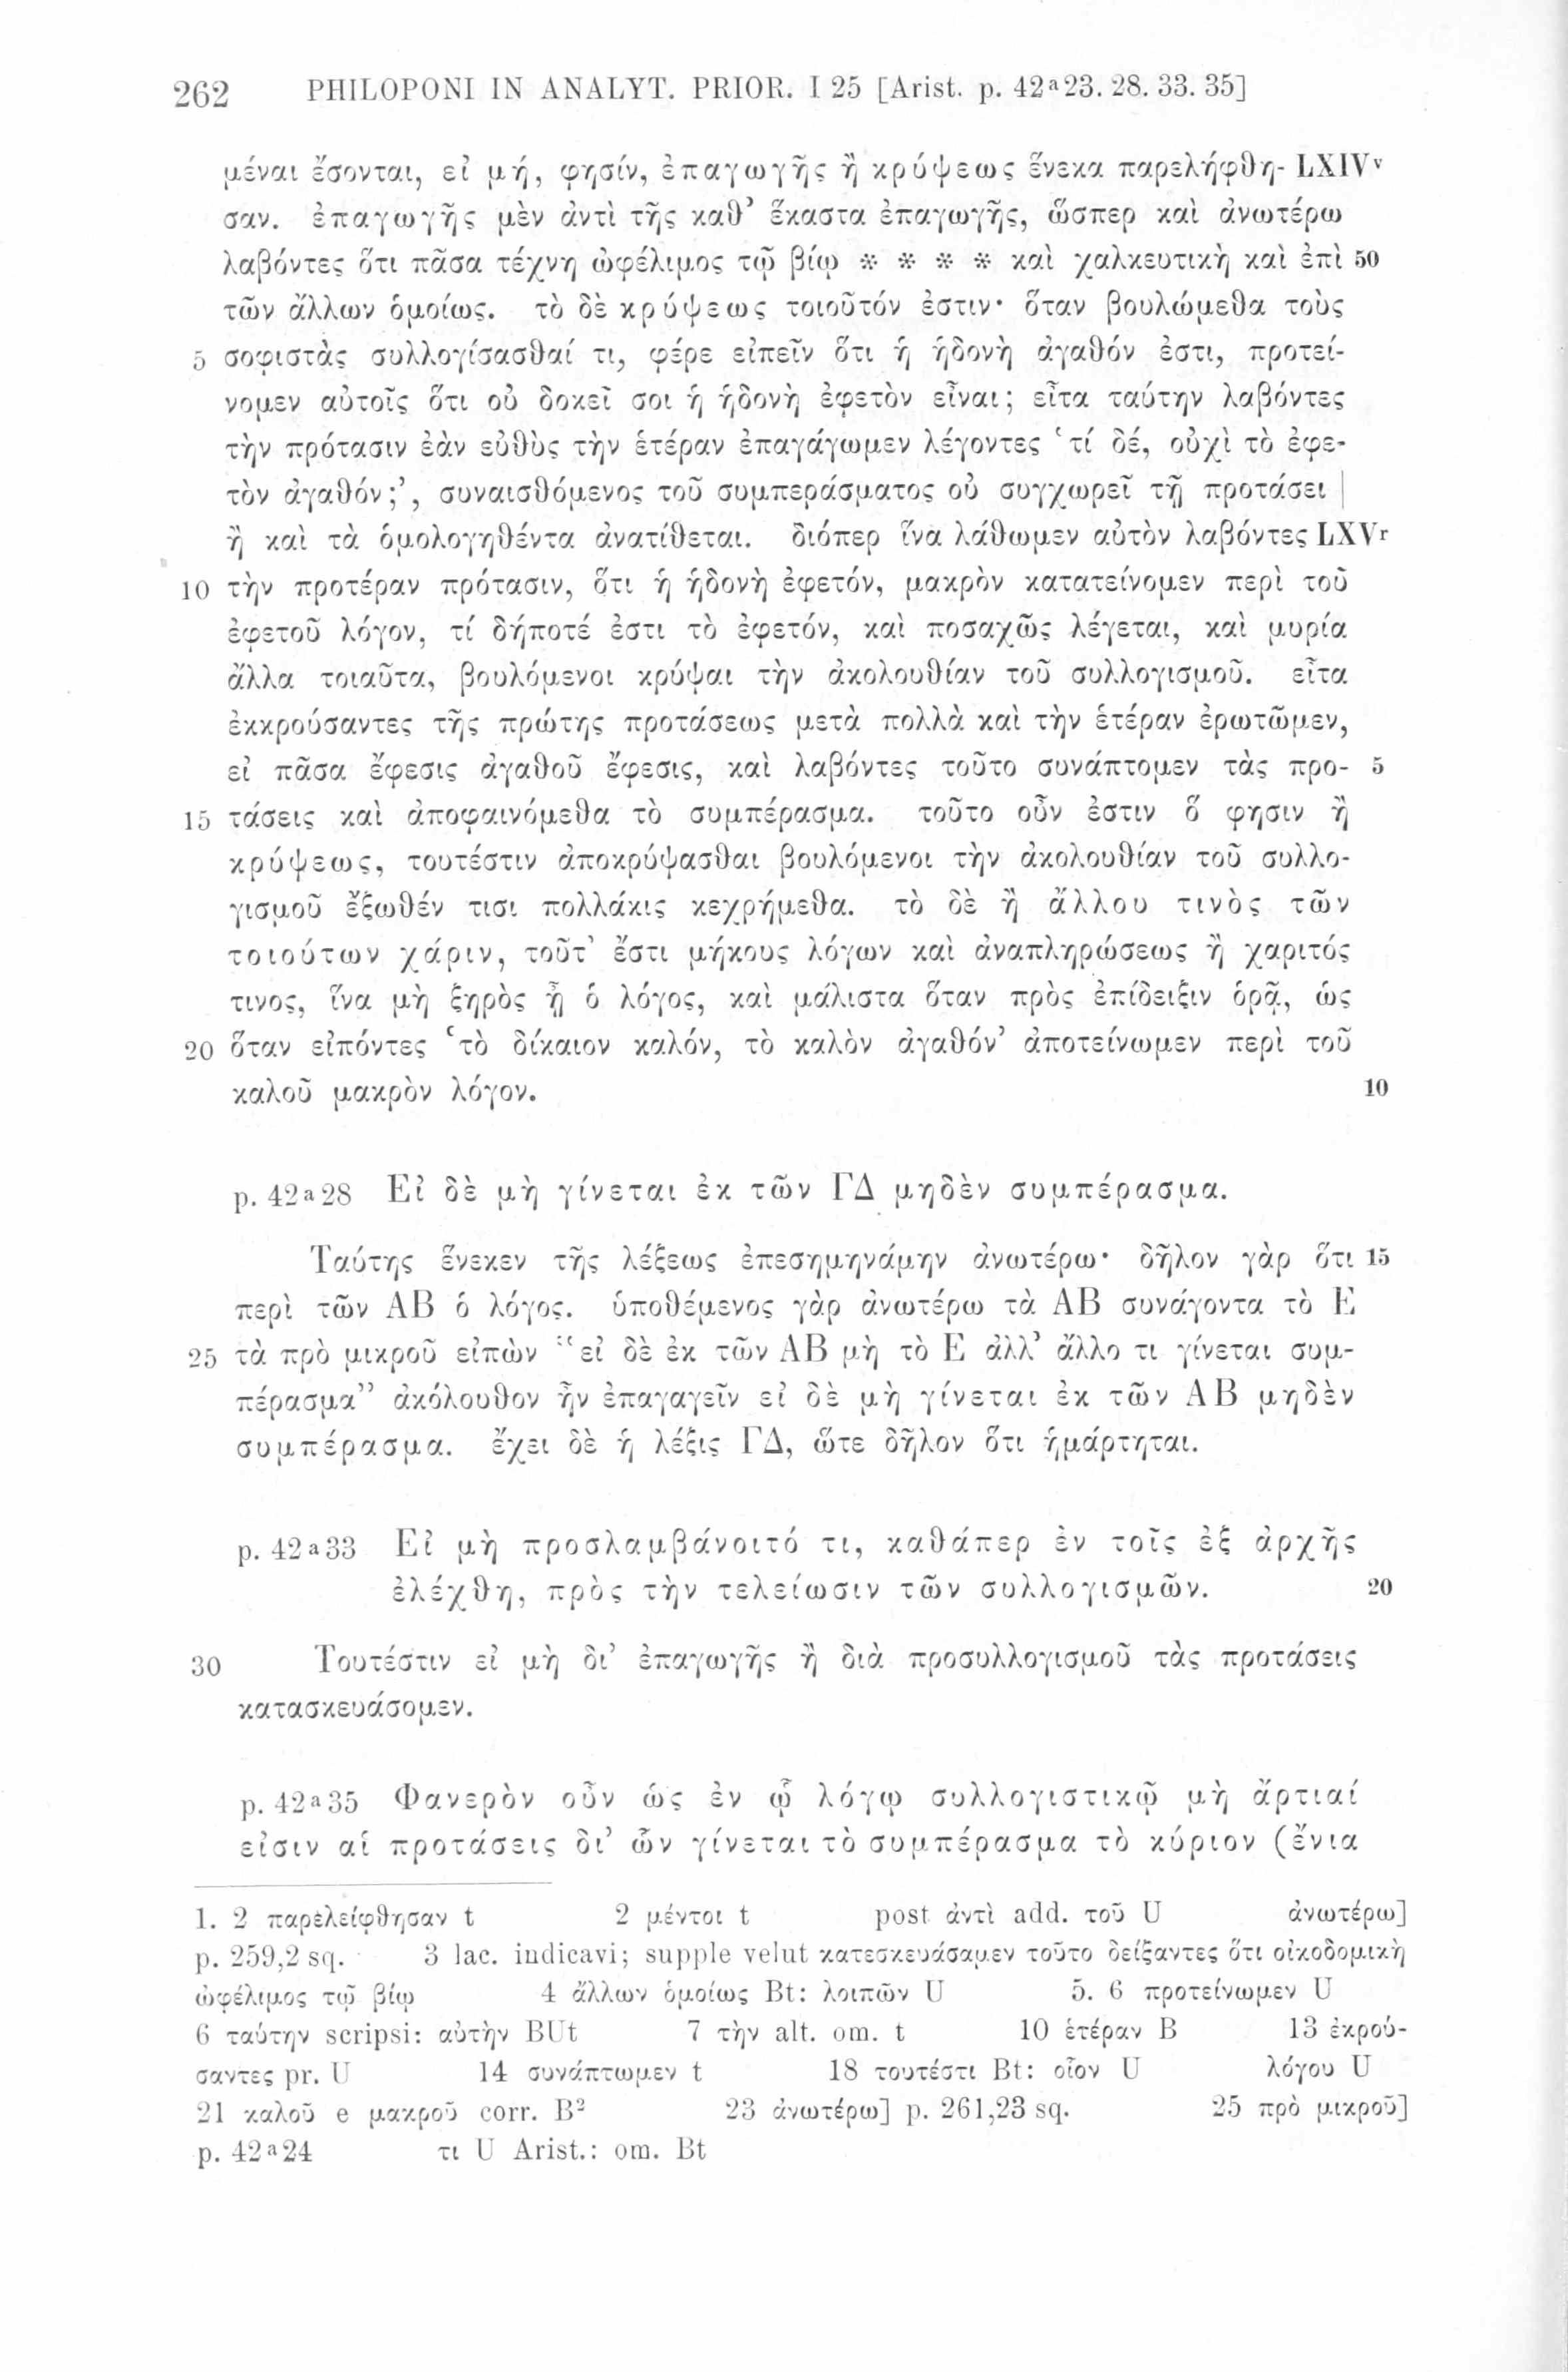 262 PHILOPONI IN ANALYT. PRIOR. I 25 [Arist. p. 42ª23. 28. 33. 35]
μέναι ἔσονται, εἰ μή, φησίν, ἐπαγωγῆς ἢ κρύψεως ἕνεκα παρελήφθη- LXIVᵛ
σαν. ἐπαγωγῆς μὲν ἀντὶ τῆς καθ’ ἕκαστα ἐπαγωγῆς, ὥσπερ καὶ ἀνωτέρω
λαβόντες ὅτι πᾶσα τέχνη ὠφέλιμος τῷ βίῳ * * * * καὶ χαλκευτικὴ καὶ ἐπὶ 50
τῶν ἄλλων ὁμοίως. τὸ δὲ κρύψεως τοιοῦτόν ἐστιν· ὅταν βουλώμεθα τοὺς
5 σοφιστὰς συλλογίσασθαί τι, φέρε εἰπεῖν ὅτι ἡ ἡδονὴ ἀγαθόν ἐστι, προτεί-
νομεν αὐτοῖς ὅτι οὐ δοκεῖ σοι ἡ ἡδονὴ ἐφετὸν εἶναι; εἶτα ταύτην λαβόντες
τὴν πρότασιν ἐὰν εὐθὺς τὴν ἑτέραν ἐπαγάγωμεν λέγοντες ‘τί δέ, οὐχὶ τὸ ἐφε-
τὸν ἀγαθόν;’, συναισθόμενος τοῦ συμπεράσματος οὐ συγχωρεῖ τῇ προτάσει |
ἢ καὶ τὰ ὁμολογηθέντα ἀνατίθεται. διόπερ ἵνα λάθωμεν αὐτὸν λαβόντες LXVʳ
10 τὴν προτέραν πρότασιν, ὅτι ἡ ἡδονὴ ἐφετόν, μακρὸν κατατείνομεν περὶ τοῦ
ἐφετοῦ λόγον, τί δήποτέ ἐστι τὸ ἐφετόν, καὶ ποσαχῶς λέγεται, καὶ μυρία
ἄλλα τοιαῦτα, βουλόμενοι κρύψαι τὴν ἀκολουθίαν τοῦ συλλογισμοῦ. εἶτα
ἐκκρούσαντες τῆς πρώτης προτάσεως μετὰ πολλὰ καὶ τὴν ἑτέραν ἐρωτῶμεν,
εἰ πᾶσα ἔφεσις ἀγαθοῦ ἔφεσις, καὶ λαβόντες τοῦτο συνάπτομεν τὰς προ- 5
15 τάσεις καὶ ἀποφαινόμεθα τὸ συμπέρασμα. τοῦτο οὖν ἐστιν ὅ φησιν ἢ
κρύψεως, τουτέστιν ἀποκρύψασθαι βουλόμενοι τὴν ἀκολουθίαν τοῦ συλλο-
γισμοῦ ἔξωθέν τισι πολλάκις κεχρήμεθα. τὸ δὲ ἢ ἄλλου τινὸς τῶν
τοιούτων χάριν, τοῦτ’ ἔστι μήκους λόγων καὶ ἀναπληρώσεως ἢ χαριτός
τινος, ἵνα μὴ ξηρὸς ᾖ ὁ λόγος, καὶ μάλιστα ὅταν πρὸς ἐπίδειξιν ὁρᾷ, ὡς
20 ὅταν εἰπόντες ‘τὸ δίκαιον καλόν, τὸ καλὸν ἀγαθόν’ ἀποτείνωμεν περὶ τοῦ
καλοῦ μακρὸν λόγον. 10
p. 42ª28 Εἰ δὲ μὴ γίνεται ἐκ τῶν ΓΔ μηδὲν συμπέρασμα.
Ταύτης ἕνεκεν τῆς λέξεως ἐπεσημηνάμην ἀνωτέρω· δῆλον γὰρ ὅτι 15
περὶ τῶν ΑΒ ὁ λόγος. ὑποθέμενος γὰρ ἀνωτέρω τὰ ΑΒ συνάγοντα τὸ Ε
25 τὰ πρὸ μικροῦ εἰπὼν “εἰ δὲ ἐκ τῶν ΑΒ μὴ τὸ Ε ἀλλ’ ἄλλο τι γίνεται συμ-
πέρασμα” ἀκόλουθον ἦν ἐπαγαγεῖν εἰ δὲ μὴ γίνεται ἐκ τῶν ΑΒ μηδὲν
συμπέρασμα. ἔχει δὲ ἡ λέξις ΓΔ, ὥτε δῆλον ὅτι ἡμάρτηται.
p. 42ª33 Εἰ μὴ προσλαμβάνοιτό τι, καθάπερ ἐν τοῖς ἐξ ἀρχῆς
ἐλέχθη, πρὸς τὴν τελείωσιν τῶν συλλογισμῶν. 20
30 Τουτέστιν εἰ μὴ δι’ ἐπαγωγῆς ἢ διὰ προσυλλογισμοῦ τὰς προτάσεις
κατασκευάσομεν.
p. 42ª35 Φανερὸν οὖν ὡς ἐν ᾧ λόγῳ συλλογιστικῷ μὴ ἄρτιαί
εἰσιν αἱ προτάσεις δι’ ὧν γίνεται τὸ συμπέρασμα τὸ κύριον (ἔνια
1. 2 παρελείφθησαν t 2 μέντοι t post ἀντὶ add. τοῦ U ἀνωτέρω]
p. 259,2 sq. 3 lac. indicavi; supple velut κατεσκευάσαμεν τοῦτο δείξαντες ὅτι οἰκοδομικὴ
ὠφέλιμος τῷ βίῳ 4 ἄλλων ὁμοίως Bt: λοιπῶν U 5. 6 προτείνωμεν U
6 ταύτην scripsi: αὐτὴν BUt 7 τὴν alt. om. t 10 ἑτέραν B 13 ἐκρού-
σαντες pr. U 14 συνάπτωμεν t 18 τουτέστι Bt: οἷον U λόγου U
21 καλοῦ e μακροῦ corr. B² 23 ἀνωτέρω] p. 261,23 sq. 25 πρὸ μικροῦ]
p. 42ª24 τι U Arist.: om. Bt